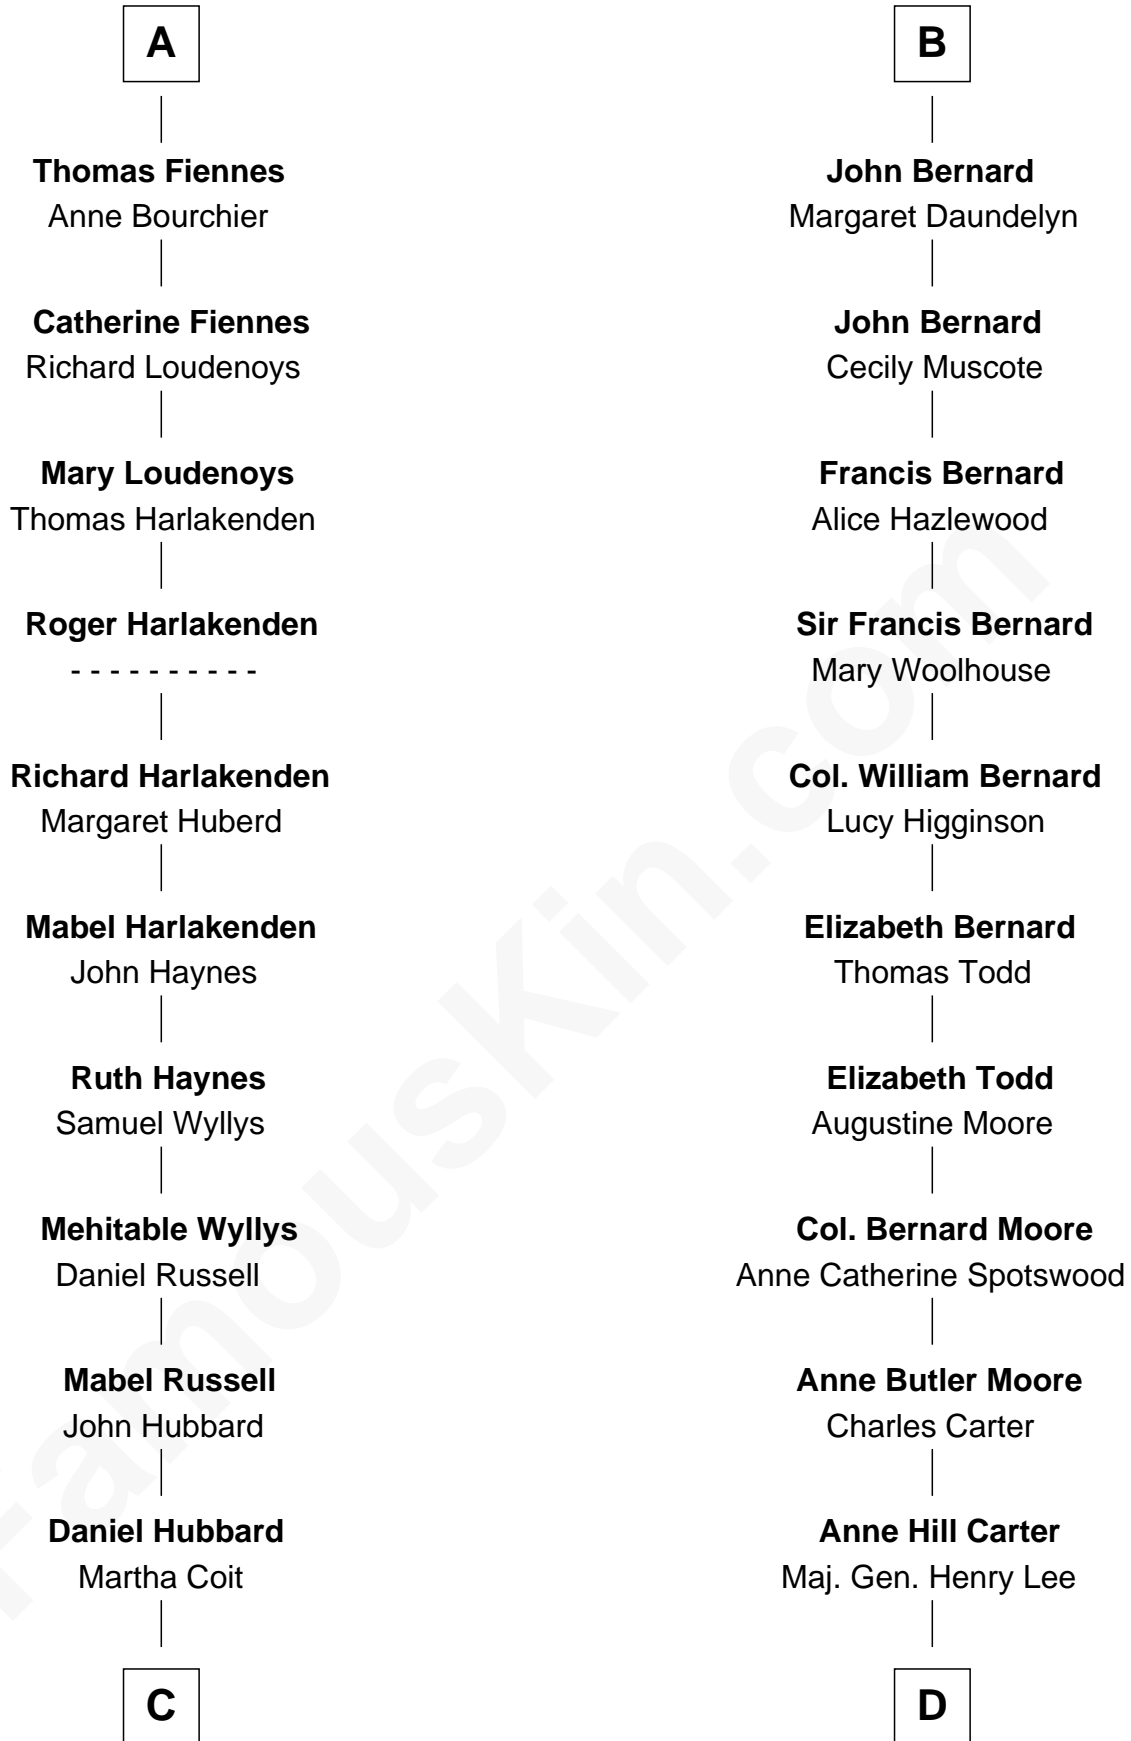 A
Thomas Fiennes
Anne Bourchier
Catherine Fiennes
Richard Loudenoys
Mary Loudenoys
Thomas Harlakenden
Roger Harlakenden
- - - - - - - - - -
Richard Harlakenden
Margaret Huberd
Mabel Harlakenden
John Haynes
Ruth Haynes
Samuel Wyllys
Mehitable Wyllys
Daniel Russell
Mabel Russell
John Hubbard
Daniel Hubbard
Martha Coit
C
B
John Bernard
Margaret Daundelyn
John Bernard
Cecily Muscote
Francis Bernard
Alice Hazlewood
Sir Francis Bernard
Mary Woolhouse
Col. William Bernard
Lucy Higginson
Elizabeth Bernard
Thomas Todd
Elizabeth Todd
Augustine Moore
Col. Bernard Moore
Anne Catherine Spotswood
Anne Butler Moore
Charles Carter
Anne Hill Carter
Maj. Gen. Henry Lee
D
FamousKin.com